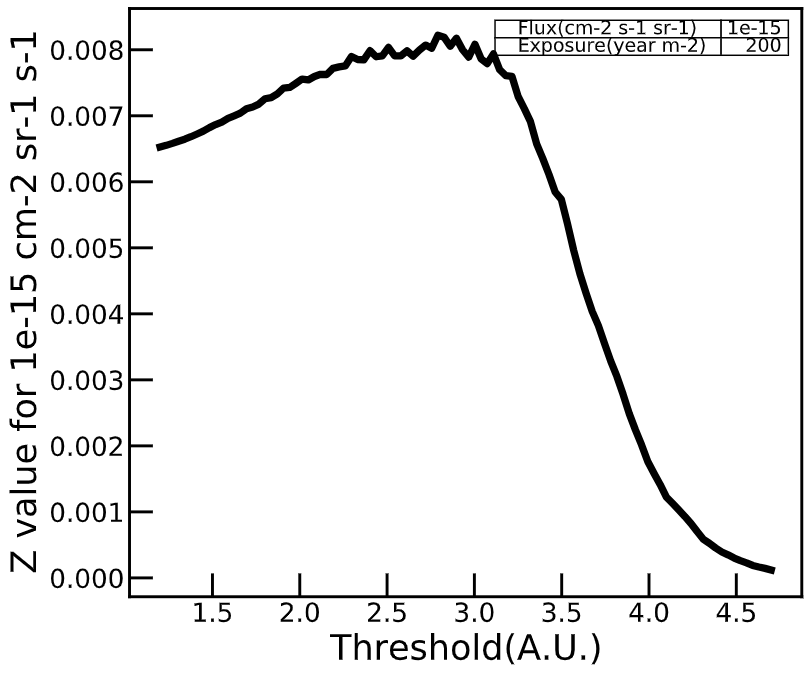 Flux(cm-2 s-1 sr-1) 1e-15
Exposure(year m-2) 200
Z value for 1e-15 cm-2 sr-1 s-1
0.008
0.007
0.006
0.005
0.004
0.003
0.002
0.001
0.000
1.5 2.0 2.5 3.0 3.5 4.0 4.5
Threshold(A.U.)